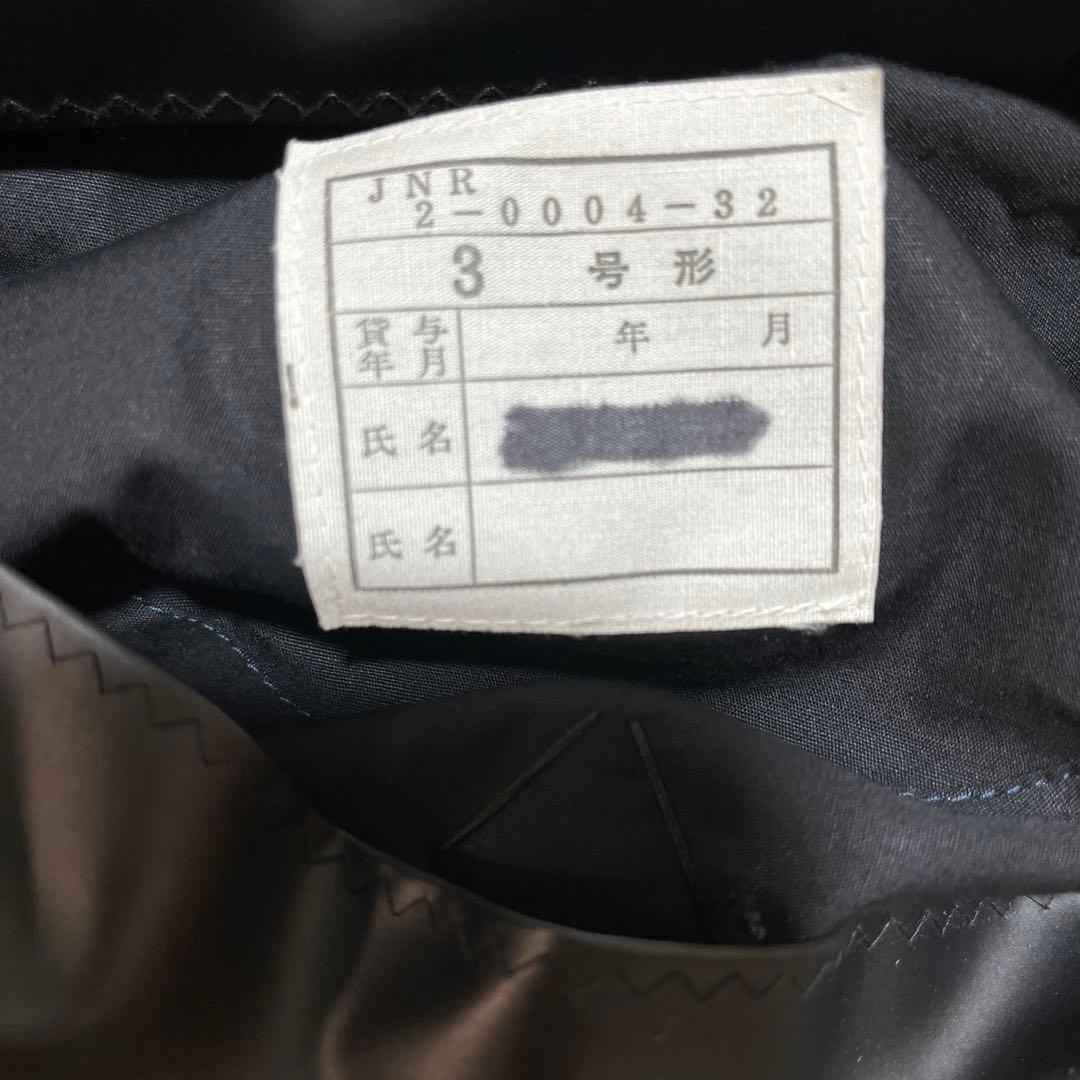 JNR
2-0004-32
3 号形
貸与
年月 年 月
氏名
氏名